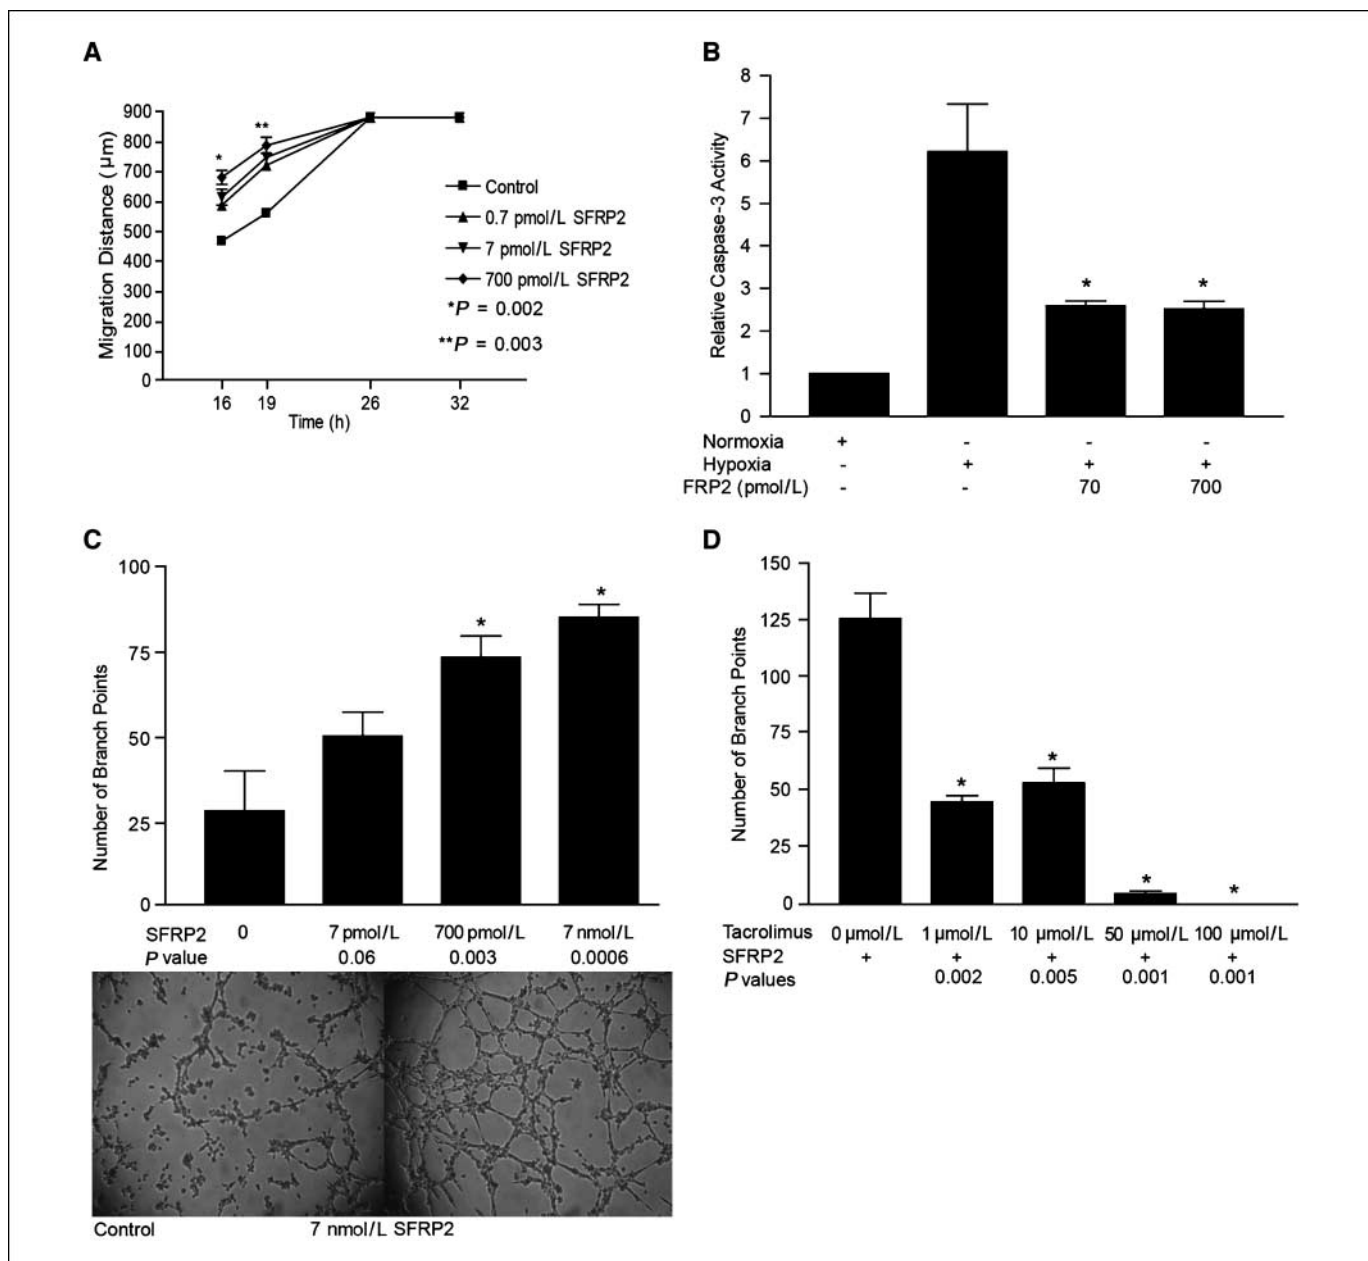 A
Migration Distance (µm)
900
800
700
600
500
400
300
200
100
0
*
**
16
19
26
32
Time (h)
Control
0.7 pmol/L SFRP2
7 pmol/L SFRP2
700 pmol/L SFRP2
*P = 0.002
**P = 0.003
B
Relative Caspase-3 Activity
8
7
6
5
4
3
2
1
0
* *
Normoxia + - - -
Hypoxia - + + +
FRP2 (pmol/L) - - 70 700
C
Number of Branch Points
100
75
50
25
0
* *
SFRP2 0 7 pmol/L 700 pmol/L 7 nmol/L
P value 0.06 0.003 0.0006
Control 7 nmol/L SFRP2
D
Number of Branch Points
150
125
100
75
50
25
0
* * * *
Tacrolimus 0 µmol/L 1 µmol/L 10 µmol/L 50 µmol/L 100 µmol/L
SFRP2 + + + + +
P values 0.002 0.005 0.001 0.001